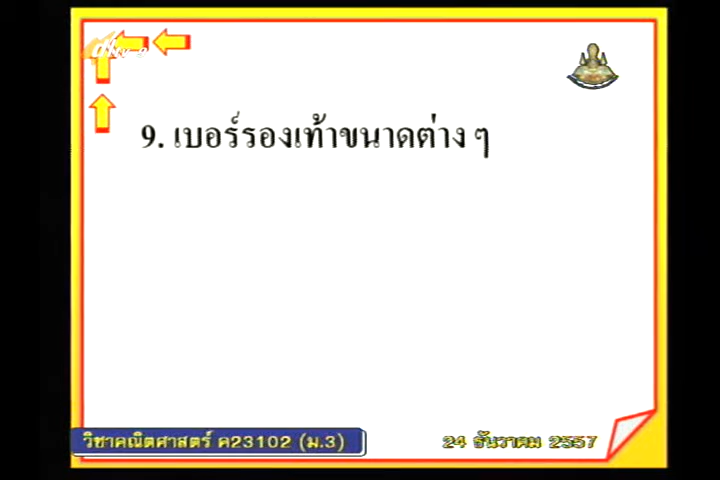 9. เบอร์รองเท้าขนาดต่าง ๆ
วิชาคณิตศาสตร์ ค23102 (ม.3)
24 ธันวาคม 2557